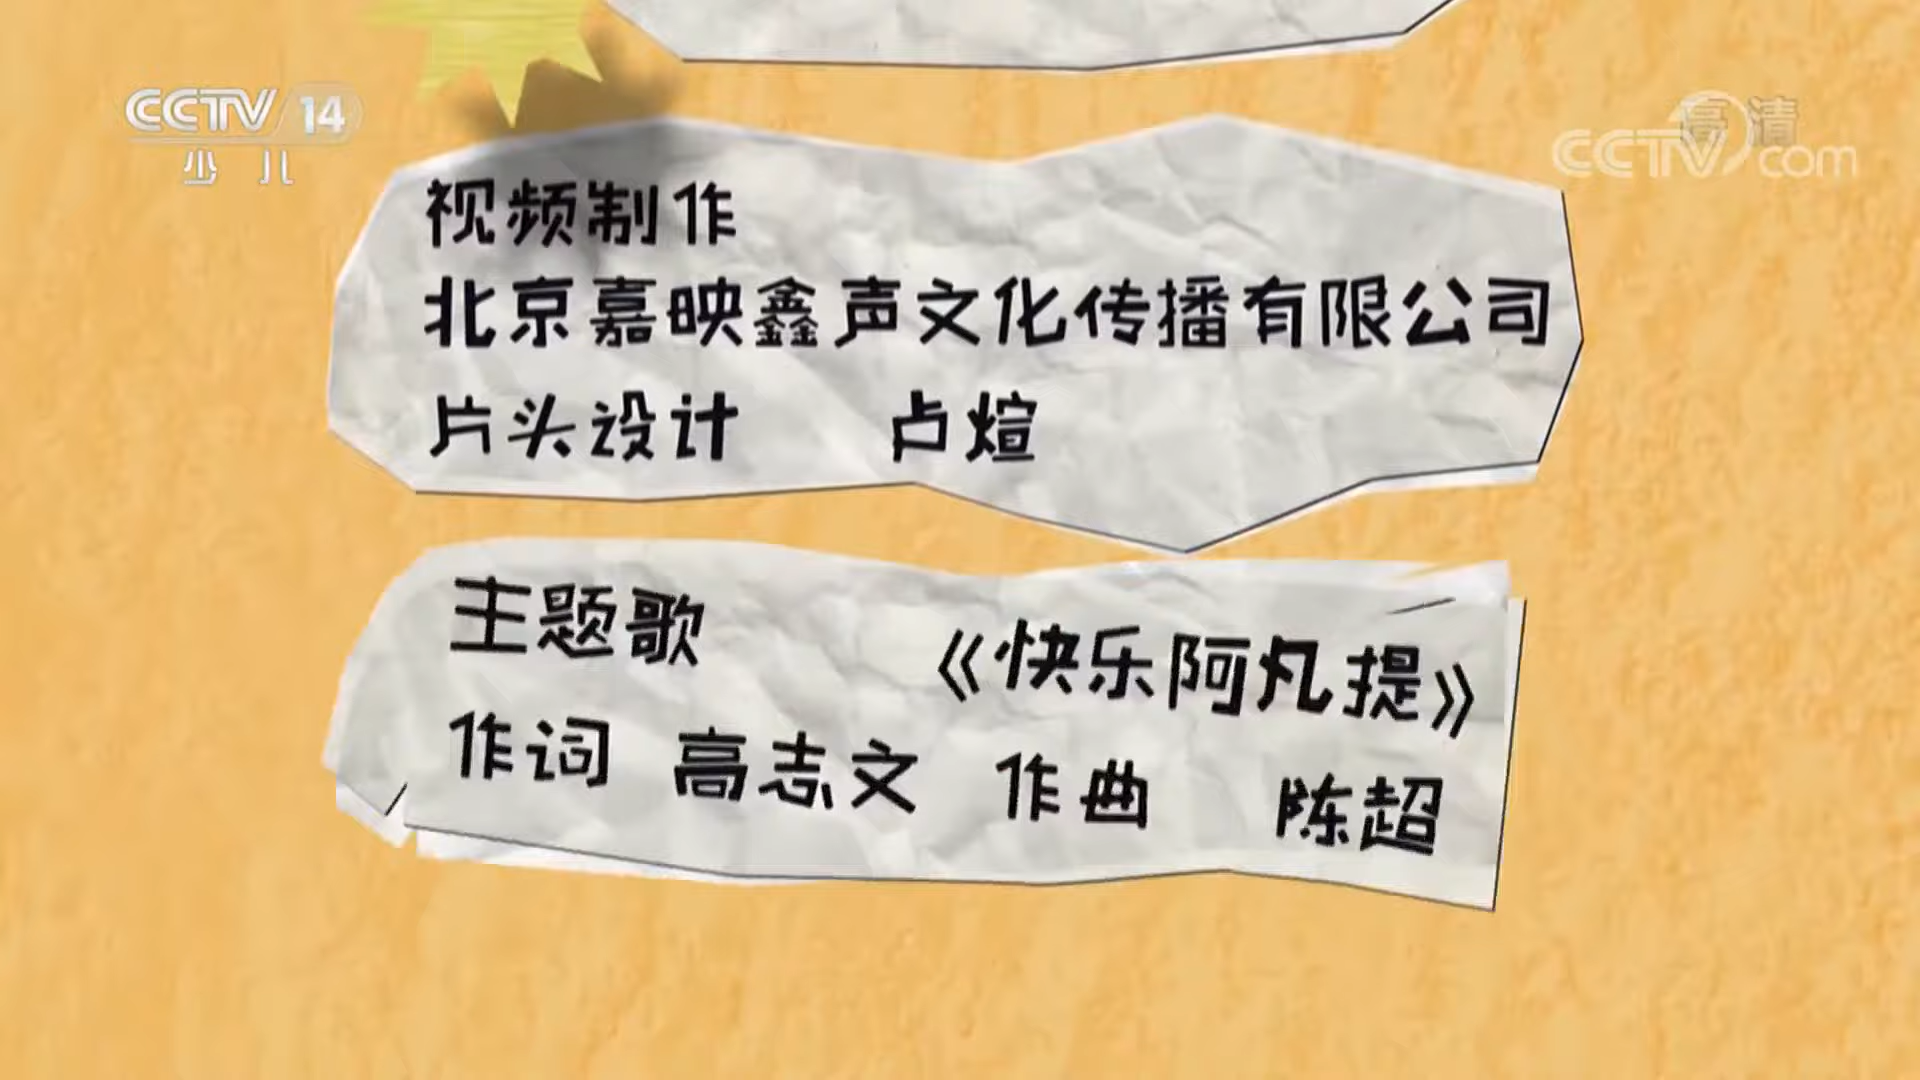 CCTV 14
少儿
高清
CCTV.com
视频制作
北京嘉映鑫声文化传播有限公司
片头设计 卢煊
主题歌 《快乐阿凡提》
作词 高志文 作曲 陈超